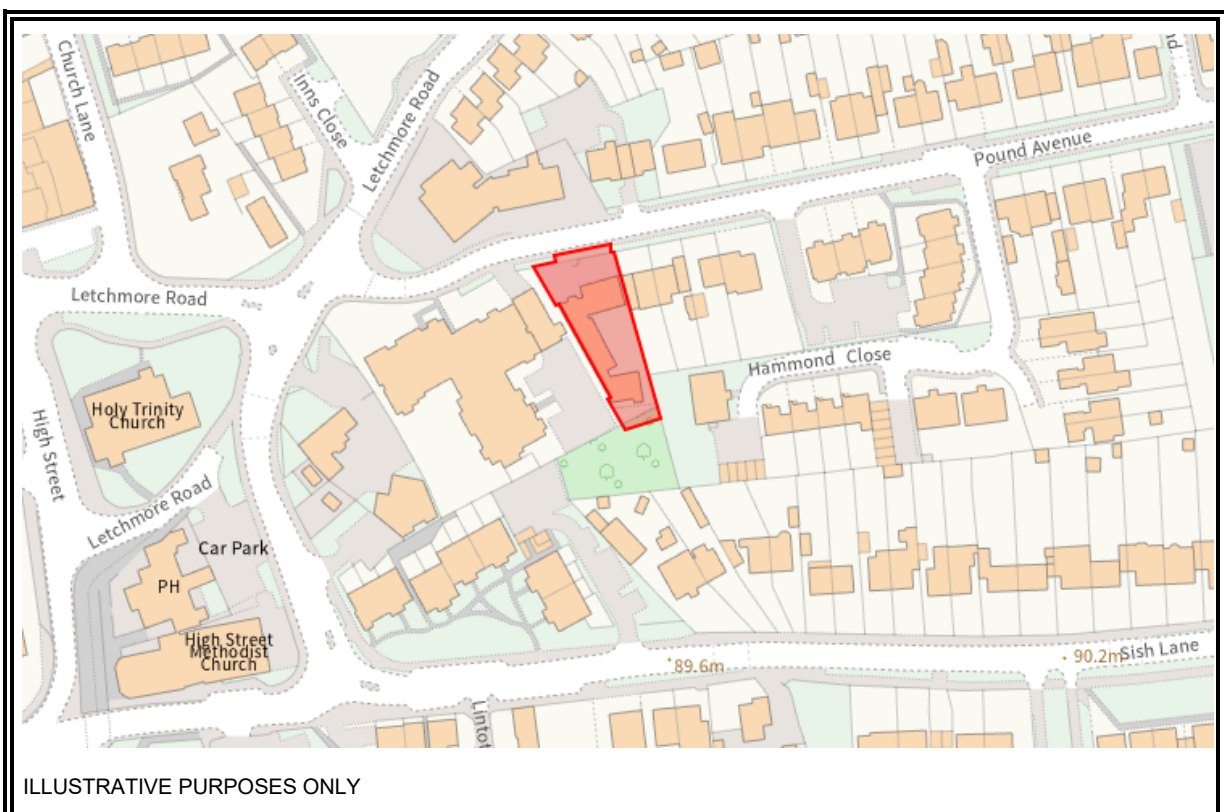 Church Lane
Inns Close
Letchmore Road
Pound Avenue
Letchmore Road
Hammond Close
Holy Trinity
Church
High Street
Letchmore Road
Car Park
PH
High Street
Methodist
Church
89.6m
90.2m
Sish Lane
ILLUSTRATIVE PURPOSES ONLY